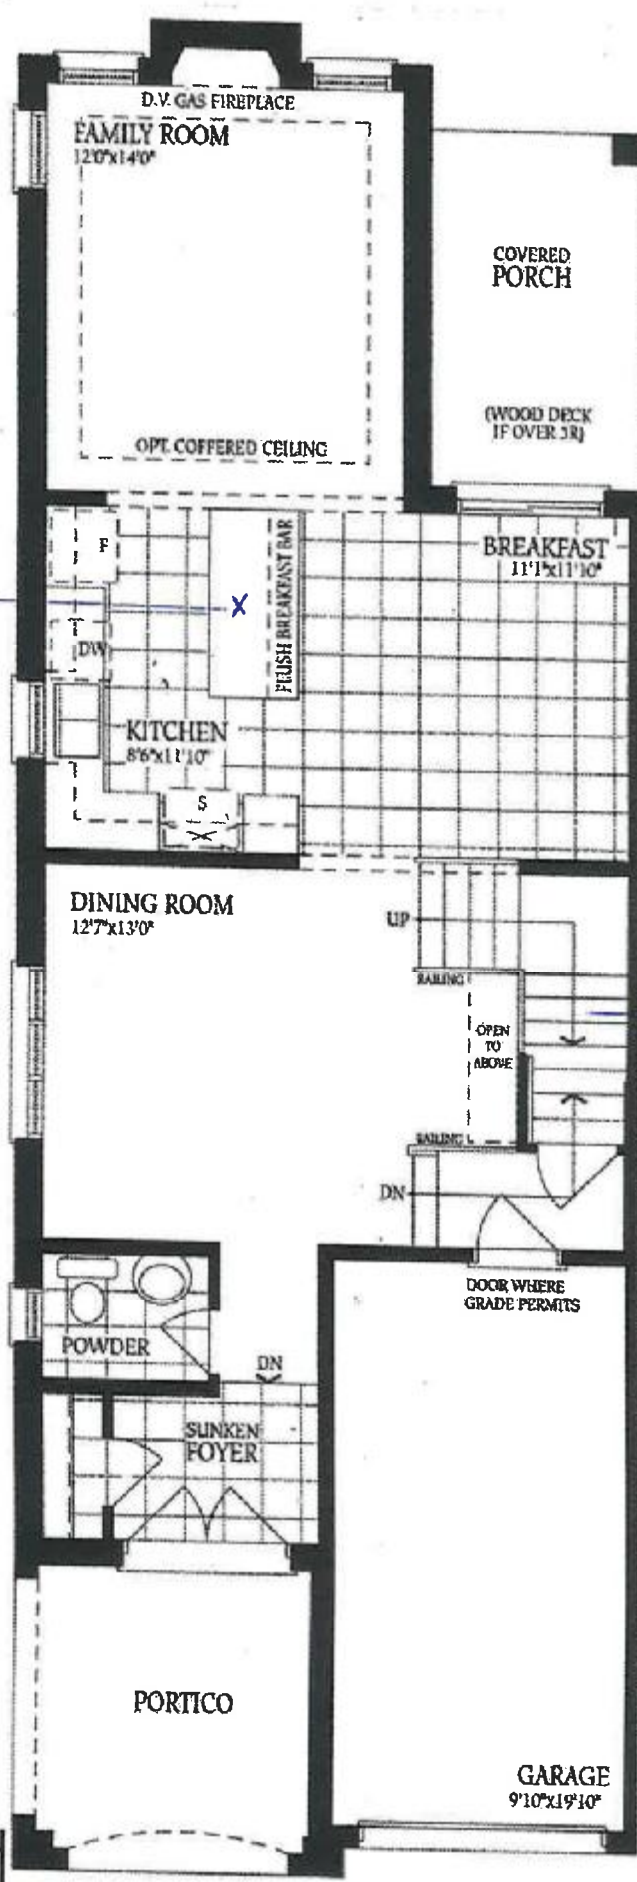 D.V. GAS FIREPLACE
FAMILY ROOM
12'0"x14'0"
COVERED
PORCH
(WOOD DECK
IF OVER 3R)
OPT. COFFERED CEILING
F
FLUSH BREAKFAST BAR
BREAKFAST
11'1"x11'10"
X
DW
KITCHEN
8'6"x11'10"
S
DINING ROOM
12'7"x13'0"
UP
RAILING
OPEN
TO
ABOVE
RAILING
DN
DOOR WHERE
GRADE PERMITS
POWDER
DN
SUNKEN
FOYER
PORTICO
GARAGE
9'10"x19'10"